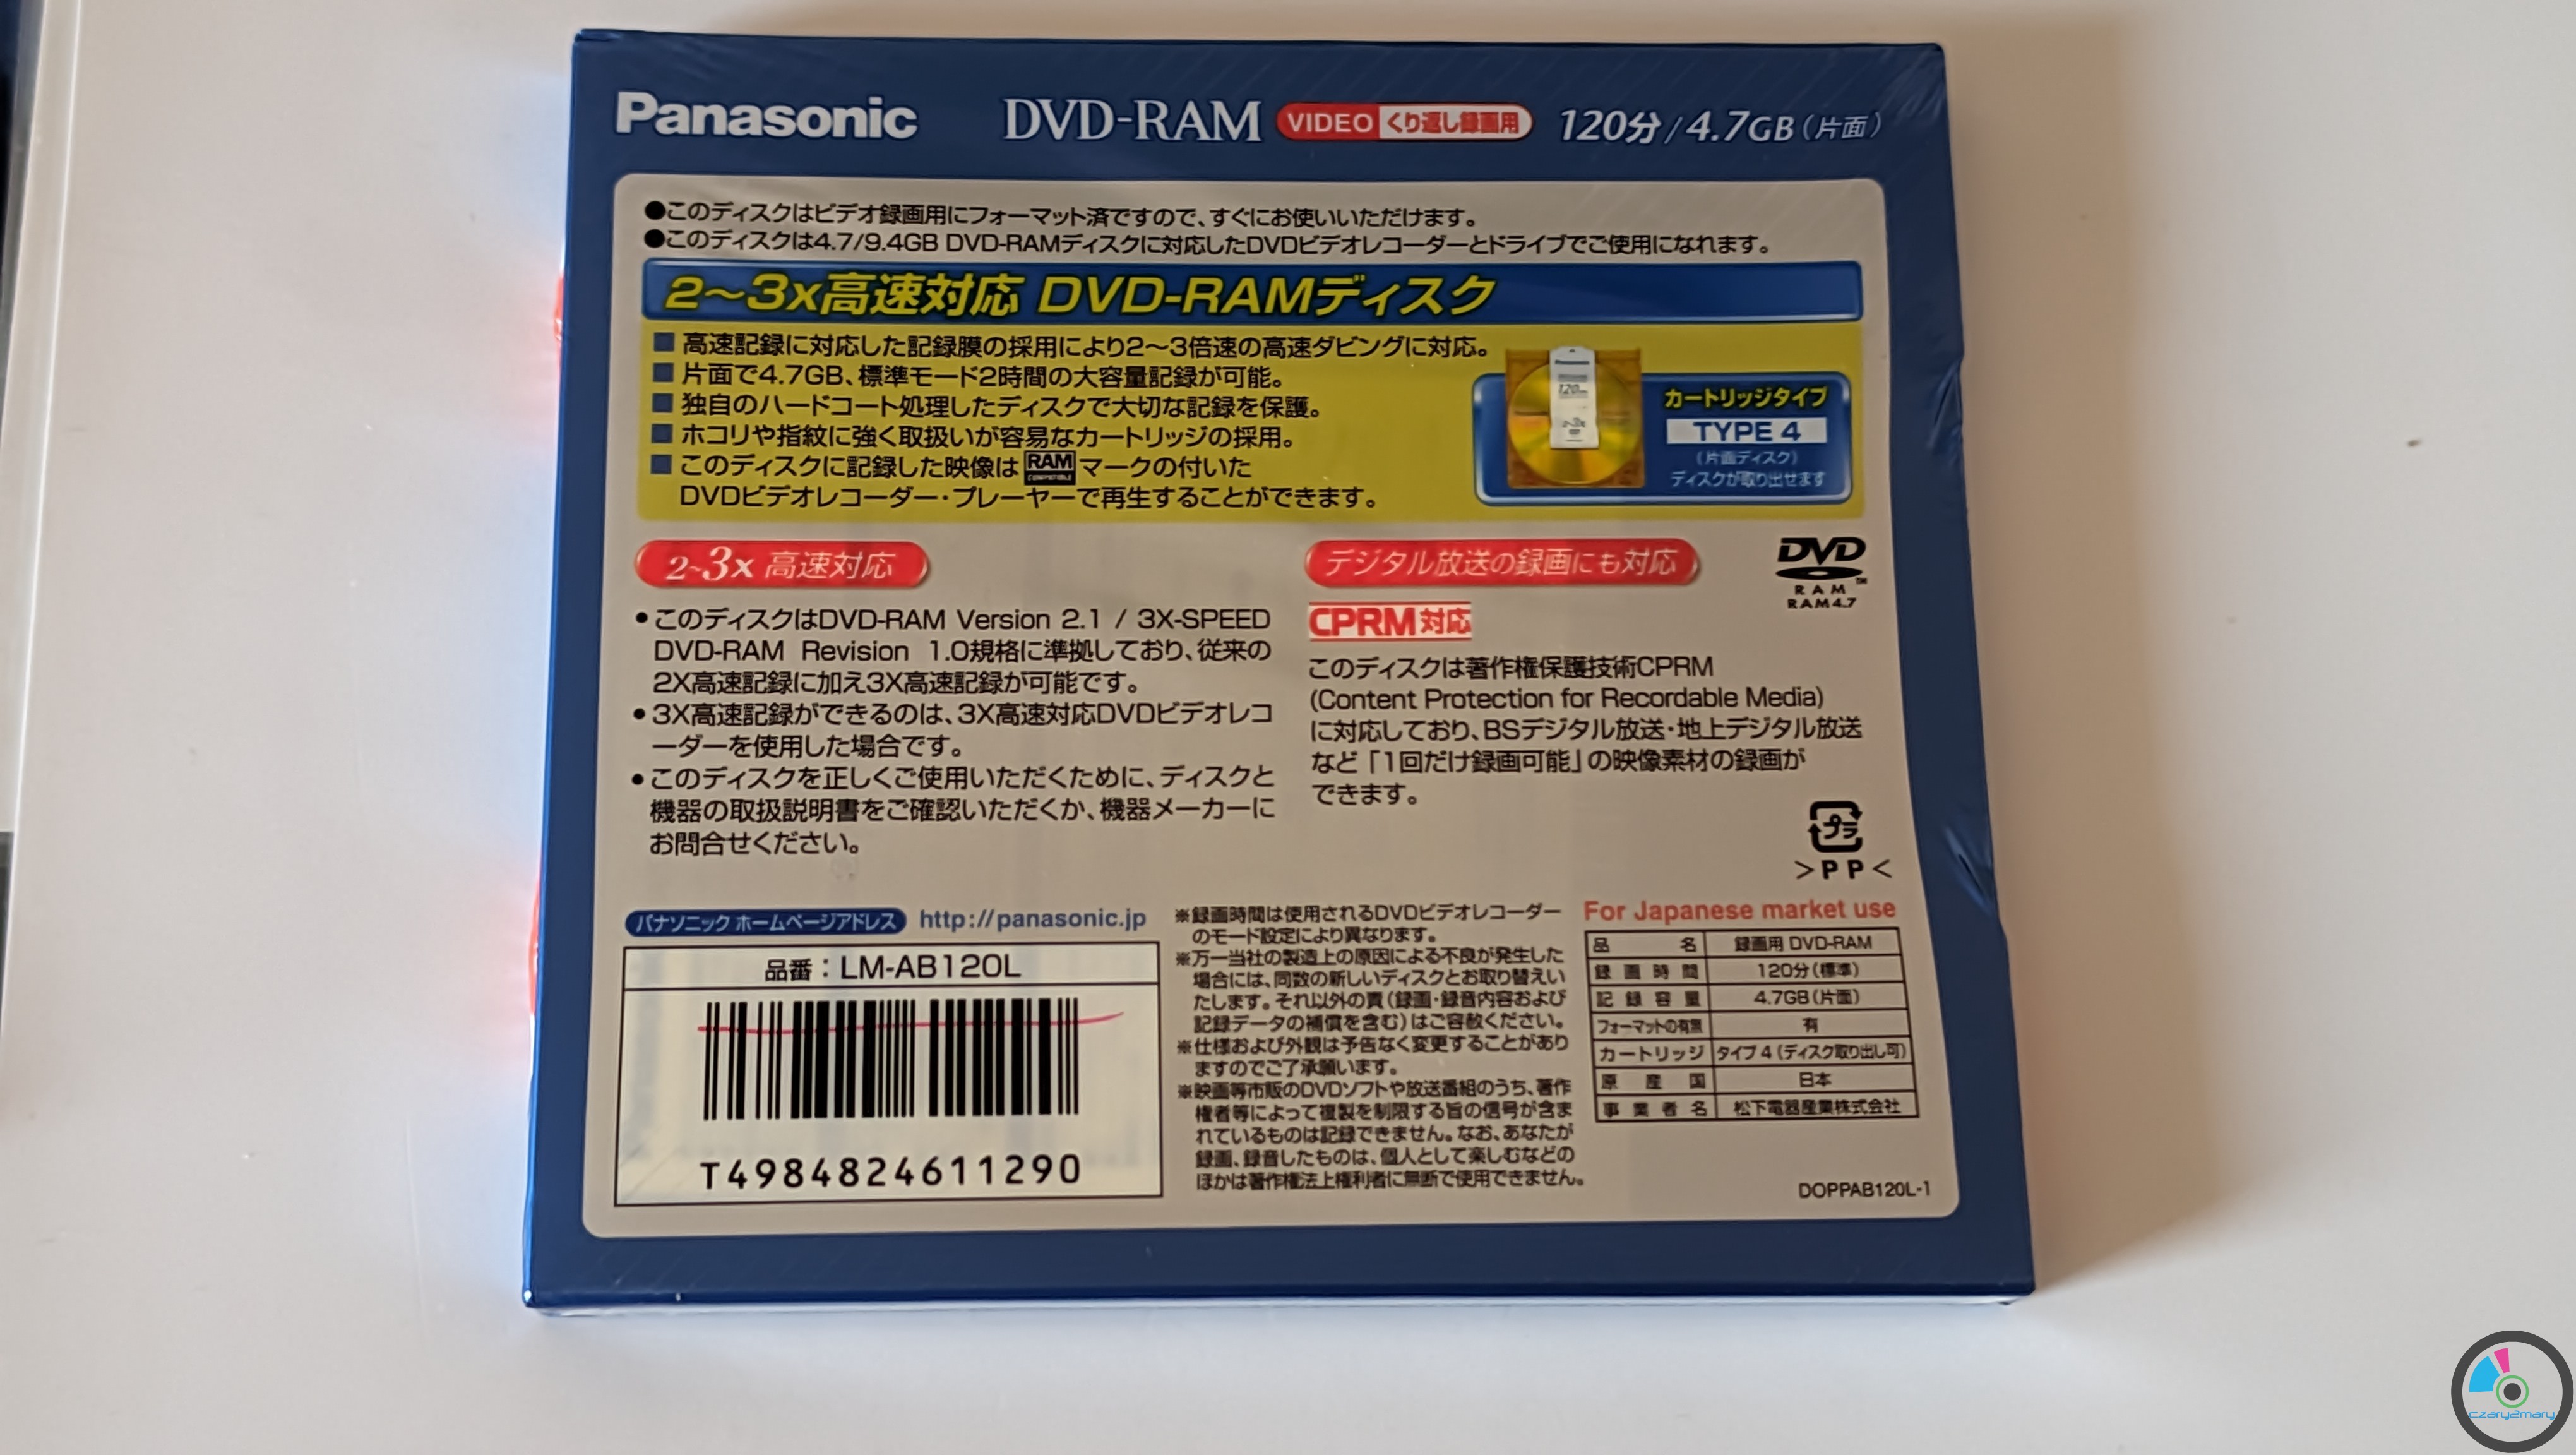 Panasonic DVD-RAM VIDEO くり返し録画用 120分/4.7GB(片面)
●このディスクはビデオ録画用にフォーマット済ですので、すぐにお使いいただけます。
●このディスクは4.7/9.4GB DVD-RAMディスクに対応したDVDビデオレコーダーとドライブでご使用になれます。
2～3x高速対応 DVD-RAMディスク
■ 高速記録に対応した記録膜の採用により2～3倍速の高速ダビングに対応。
■ 片面で4.7GB、標準モード2時間の大容量記録が可能。
■ 独自のハードコート処理したディスクで大切な記録を保護。
■ ホコリや指紋に強く取扱いが容易なカートリッジの採用。
■ このディスクに記録した映像は RAM COMPATIBLE マークの付いた
DVDビデオレコーダー・プレーヤーで再生することができます。
Panasonic
120min
2-3x
カートリッジタイプ
TYPE 4
(片面ディスク)
ディスクが取り出せます
2~3x 高速対応
•このディスクはDVD-RAM Version 2.1 / 3X-SPEED
DVD-RAM Revision 1.0規格に準拠しており、従来の
2X高速記録に加え3X高速記録が可能です。
•3X高速記録ができるのは、3X高速対応DVDビデオレコ
ーダーを使用した場合です。
•このディスクを正しくご使用いただくために、ディスクと
機器の取扱説明書をご確認いただくか、機器メーカーに
お問合せください。
デジタル放送の録画にも対応
DVD
RAM
RAM4.7
™
CPRM対応
このディスクは著作権保護技術CPRM
(Content Protection for Recordable Media)
に対応しており、BSデジタル放送・地上デジタル放送
など「1回だけ録画可能」の映像素材の録画が
できます。
プラ
>PP<
パナソニック ホームページアドレス http://panasonic.jp
品番：LM-AB120L
T4984824611290
※録画時間は使用されるDVDビデオレコーダー
のモード設定により異なります。
※万一当社の製造上の原因による不良が発生した
場合には、同数の新しいディスクとお取り替えい
たします。それ以外の責(録画・録音内容および
記録データの補償を含む)はご容赦ください。
※仕様および外観は予告なく変更することがあり
ますのでご了承願います。
※映画等市販のDVDソフトや放送番組のうち、著作
権者等によって複製を制限する旨の信号が含ま
れているものは記録できません。なお、あなたが
録画、録音したものは、個人として楽しむなどの
ほかは著作権法上権利者に無断で使用できません。
For Japanese market use
品名 録画用 DVD-RAM
録画時間 120分(標準)
記録容量 4.7GB(片面)
フォーマットの有無 有
カートリッジ タイプ4(ディスク取り出し可)
原産国 日本
事業者名 松下電器産業株式会社
DOPPAB120L-1
czary2mary